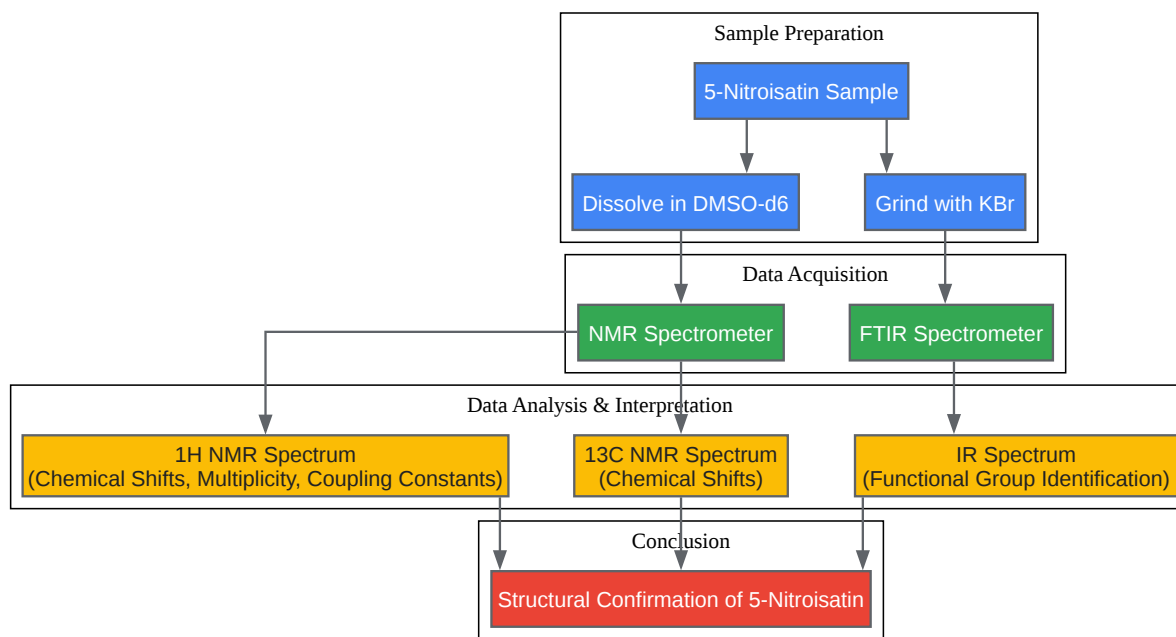 Sample Preparation
5-Nitroisatin Sample
Dissolve in DMSO-d6
Grind with KBr
Data Acquisition
NMR Spectrometer
FTIR Spectrometer
Data Analysis & Interpretation
1H NMR Spectrum
(Chemical Shifts, Multiplicity, Coupling Constants)
13C NMR Spectrum
(Chemical Shifts)
IR Spectrum
(Functional Group Identification)
Conclusion
Structural Confirmation of 5-Nitroisatin